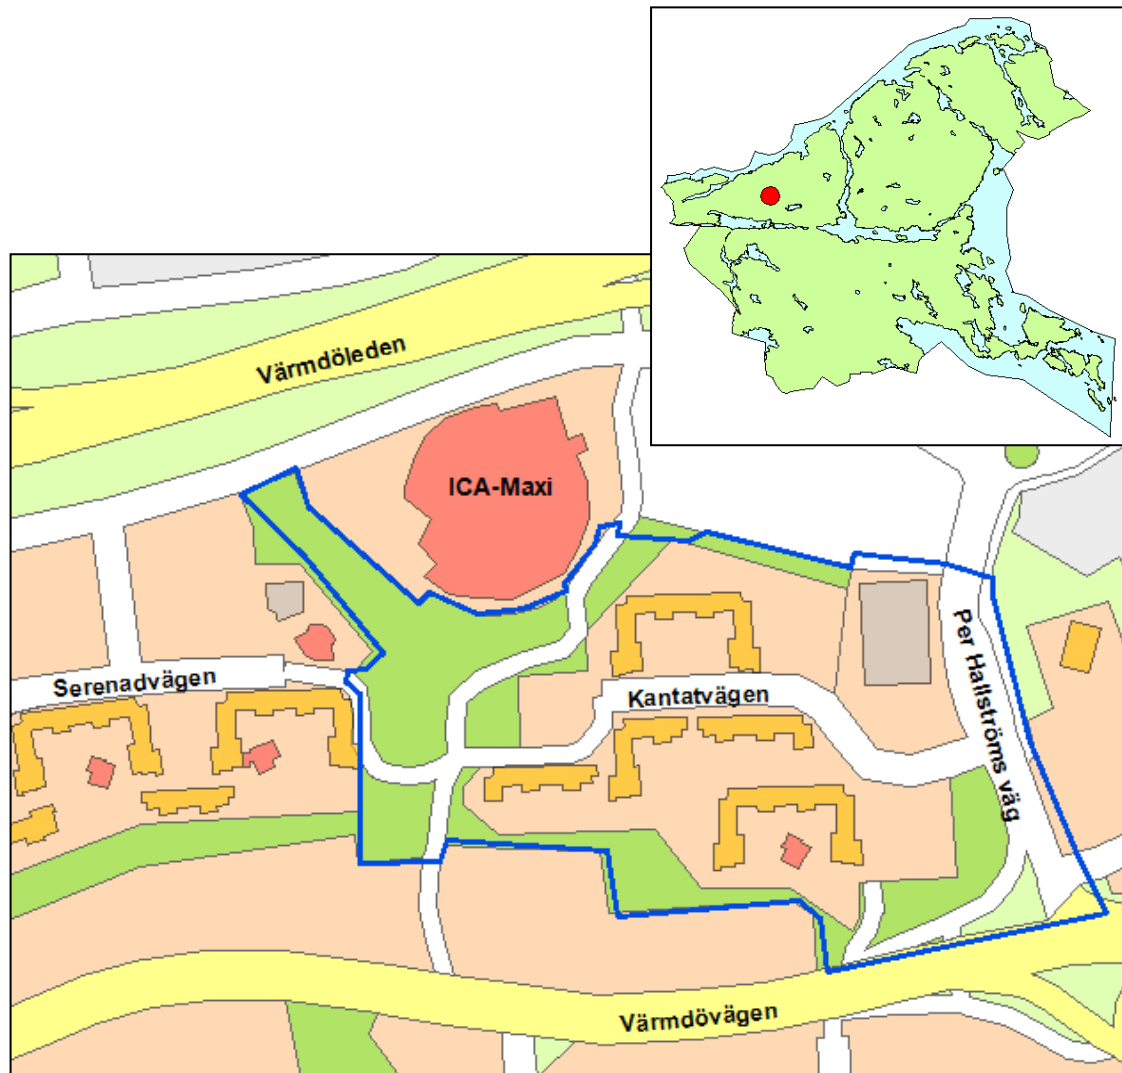 Värmdöleden
ICA-Maxi
Serenadvägen
Kantatvägen
Per Hallströms väg
Värmdövägen